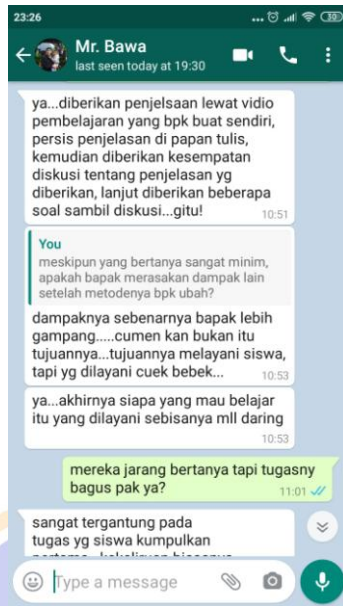 23:26
Mr. Bawa
last seen today at 19:30
ya...diberikan penjelsaan lewat vidio
pembelajaran yang bpk buat sendiri,
persis penjelasan di papan tulis,
kemudian diberikan kesempatan
diskusi tentang penjelasan yg
diberikan, lanjut diberikan beberapa
soal sambil diskusi...gitu!
10:51
You
meskipun yang bertanya sangat minim,
apakah bapak merasakan dampak lain
setelah metodenya bpk ubah?
dampaknya sebenarnya bapak lebih
gampang.....cumen kan bukan itu
tujuannya...tujuannya melayani siswa,
tapi yg dilayani cuek bebek...
10:53
ya...akhirnya siapa yang mau belajar
itu yang dilayani sebisanya mll daring
10:53
mereka jarang bertanya tapi tugasny
bagus pak ya?
11:01
sangat tergantung pada
tugas yg siswa kumpulkan
Type a message